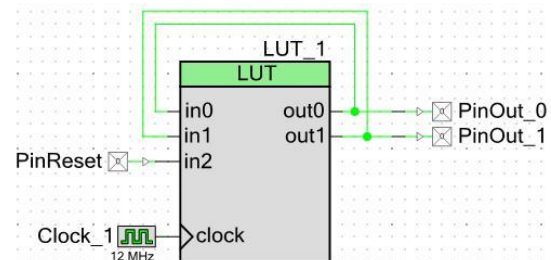 LUT_1
LUT
in0 out0 PinOut_0
in1 out1 PinOut_1
PinReset in2
Clock_1 clock
12 MHz